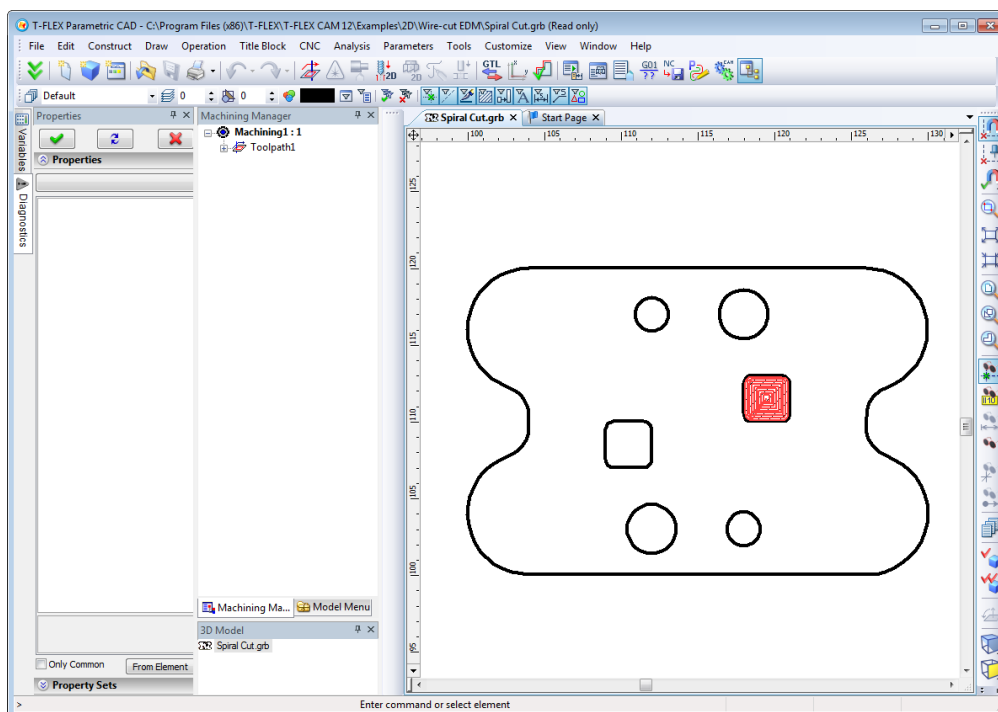 T-FLEX Parametric CAD - C:\Program Files (x86)\T-FLEX\T-FLEX CAM 12\Examples\2D\Wire-cut EDM\Spiral Cut.grb (Read only)
File Edit Construct Draw Operation Title Block CNC Analysis Parameters Tools Customize View Window Help
2D 2D GTL G01 ?? NC
Default 0 0
Properties
Machining Manager
Spiral Cut.grb
Start Page
Variables
Diagnostics
Properties
Machining1 : 1
Toolpath1
100 105 110 115 120 125 130
125
120
115
110
105
100
95
Machining Ma... Model Menu
3D Model
Spiral Cut.grb
Only Common From Element
Property Sets
> Enter command or select element